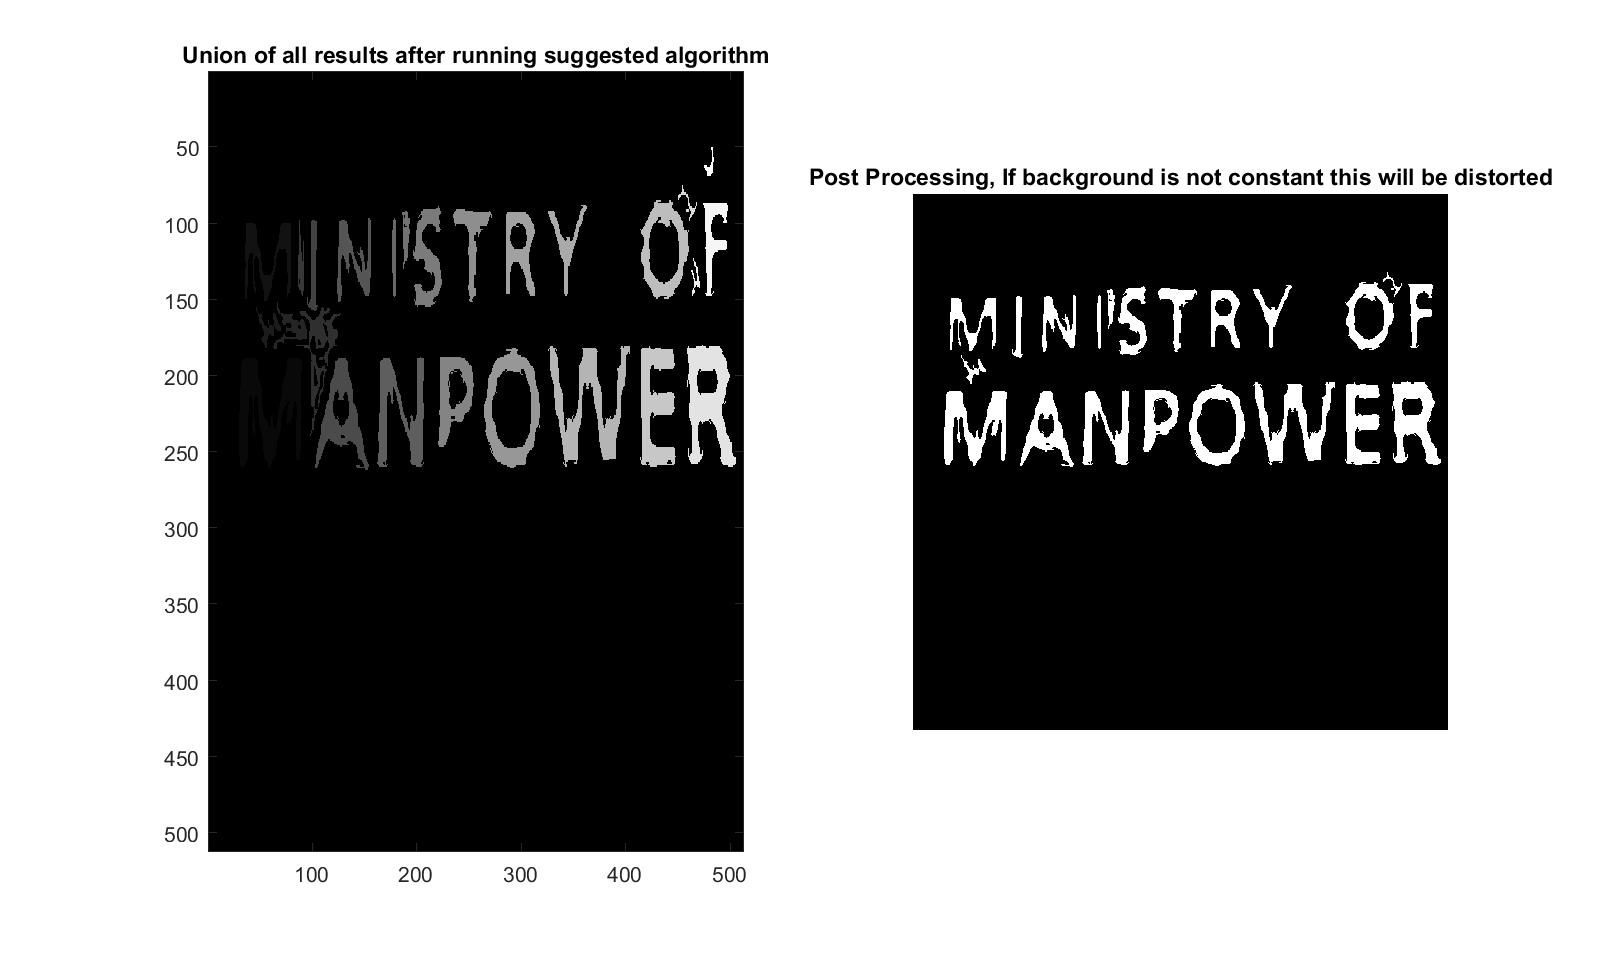 Union of all results after running suggested algorithm
50
100
150
200
250
300
350
400
450
500
100 200 300 400 500
MINISTRY OF
MANPOWER
Post Processing, If background is not constant this will be distorted
MINISTRY OF
MANPOWER